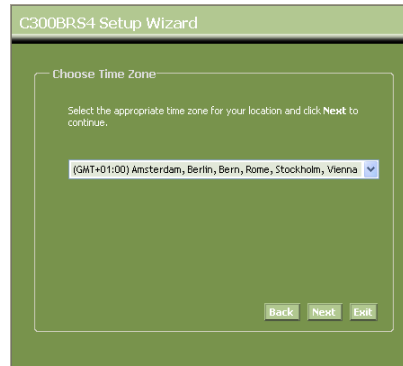 C300BRS4 Setup Wizard
Choose Time Zone
Select the appropriate time zone for your location and click Next to
continue.
(GMT+01:00) Amsterdam, Berlin, Bern, Rome, Stockholm, Vienna
Back Next Exit